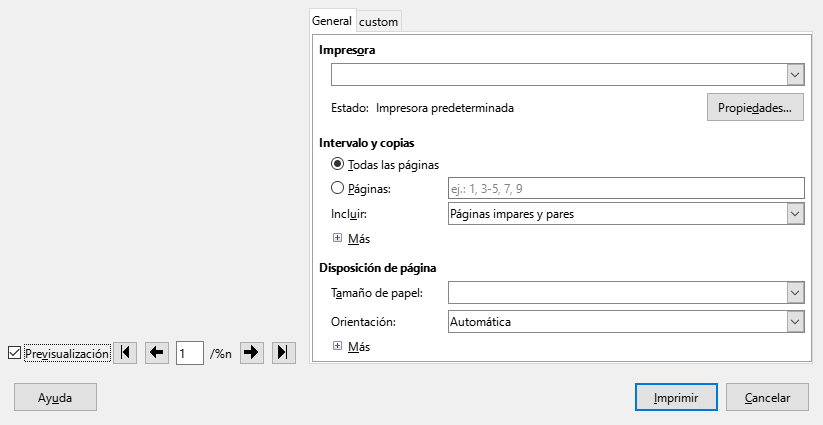 General custom
Impresora
Estado: Impresora predeterminada Propiedades...
Intervalo y copias
Todas las páginas
Páginas: ej.: 1, 3-5, 7, 9
Incluir: Páginas impares y pares
Más
Disposición de página
Tamaño de papel:
Orientación: Automática
Más
Previsualización 1 /%n
Ayuda Imprimir Cancelar